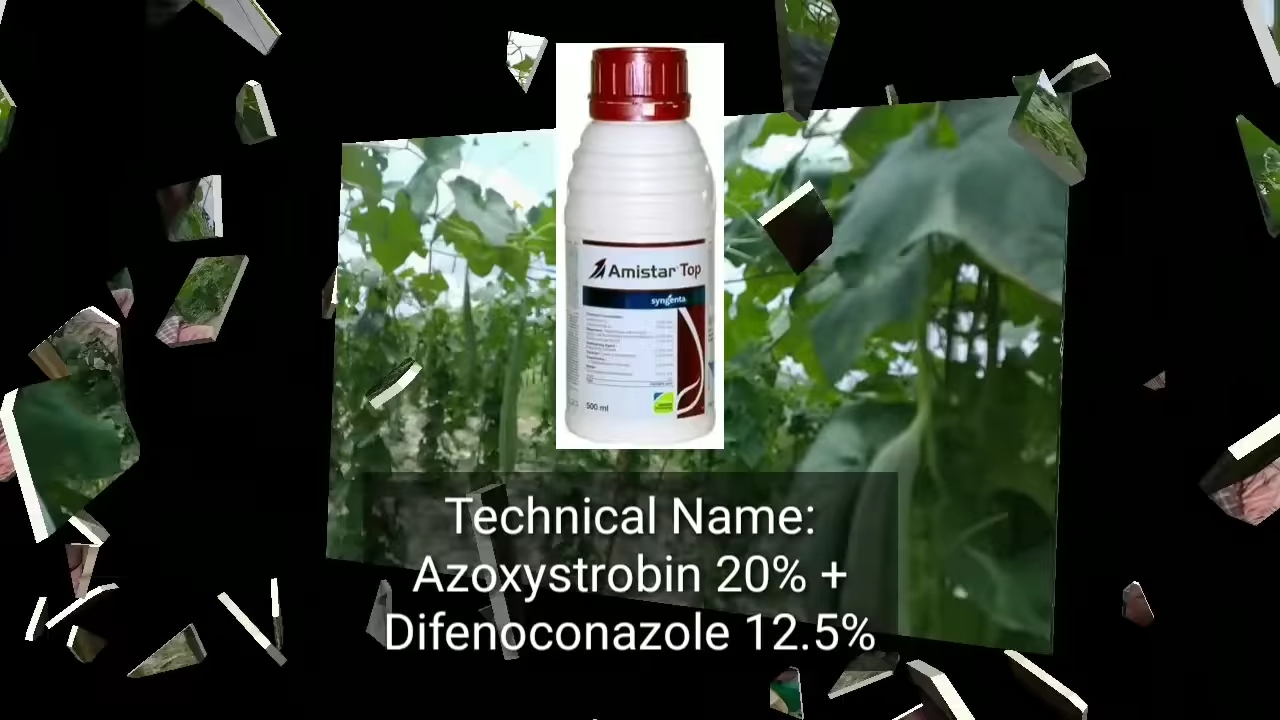 Amistar Top
syngenta
500 ml
Technical Name:
Azoxystrobin 20% +
Difenoconazole 12.5%